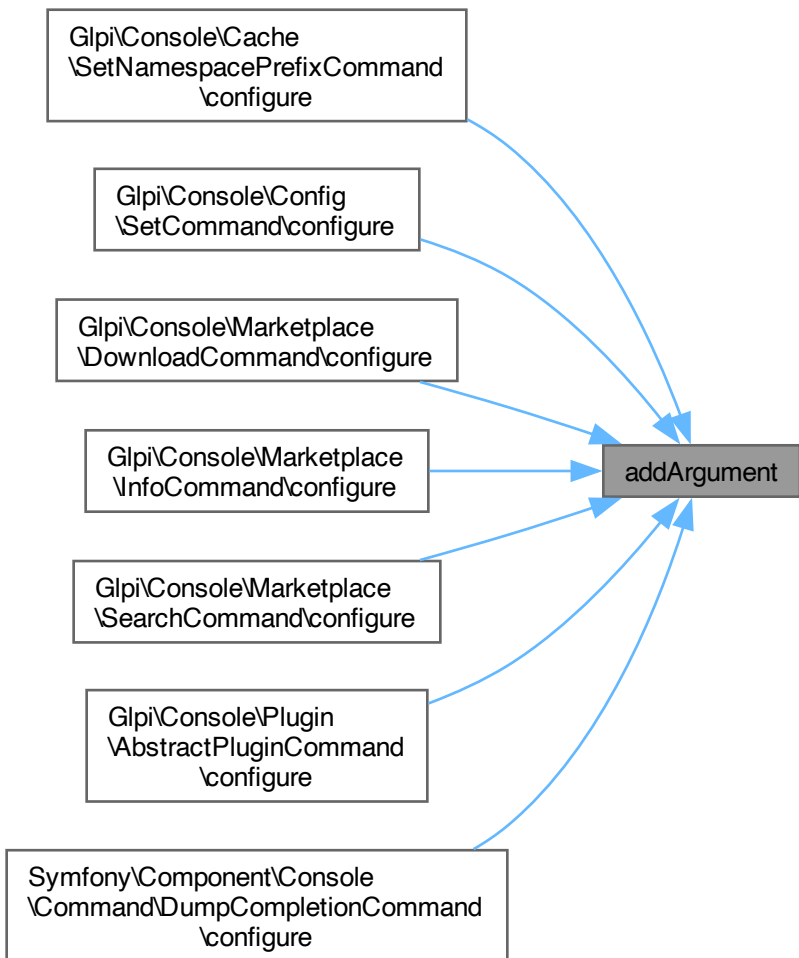 Glpi\Console\Cache
\SetNamespacePrefixCommand
\configure
Glpi\Console\Config
\SetCommand\configure
Glpi\Console\Marketplace
\DownloadCommand\configure
Glpi\Console\Marketplace
\InfoCommand\configure
addArgument
Glpi\Console\Marketplace
\SearchCommand\configure
Glpi\Console\Plugin
\AbstractPluginCommand
\configure
Symfony\Component\Console
\Command\DumpCompletionCommand
\configure